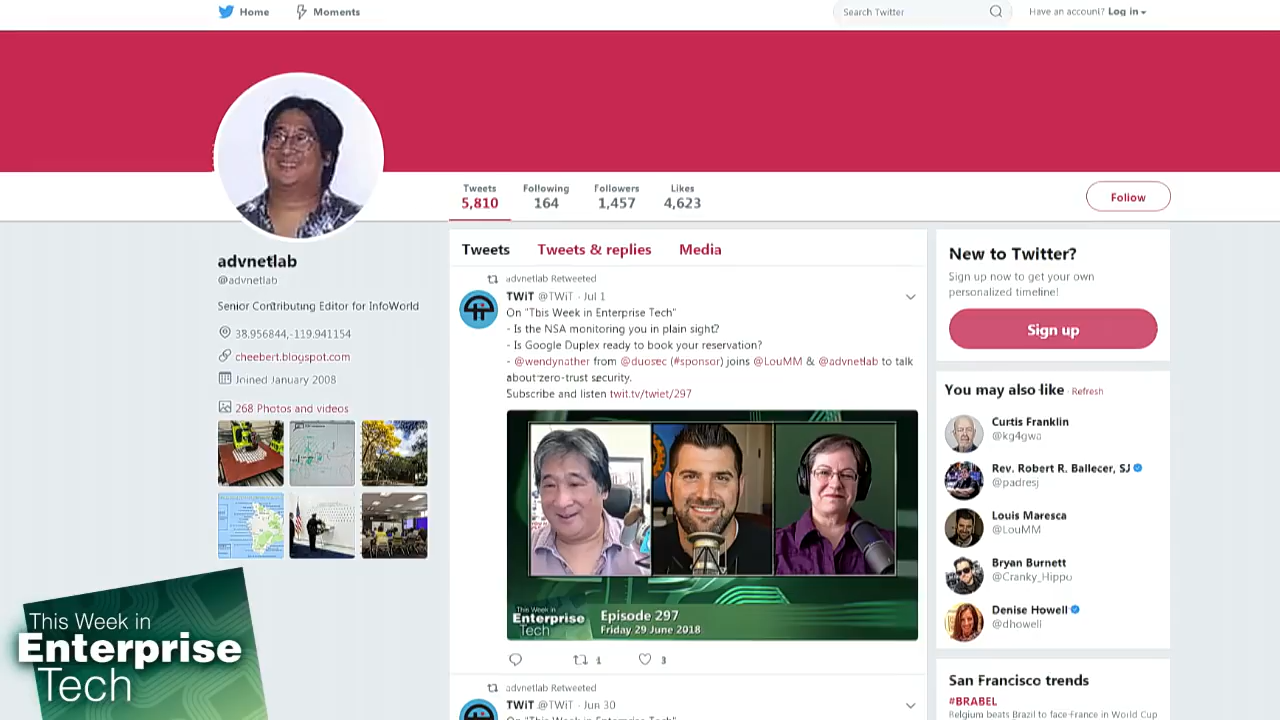 Home
Moments
Search Twitter
Have an account? Log in
Tweets
5,810
Following
164
Followers
1,457
Likes
4,623
Follow
advnetlab
@advnetlab
Senior Contributing Editor for InfoWorld
38.956844,-119.941154
cheebert.blogspot.com
Joined January 2008
268 Photos and videos
Tweets
Tweets & replies
Media
advnetlab Retweeted
TWiT @TWiT · Jul 1
On "This Week in Enterprise Tech"
- Is the NSA monitoring you in plain sight?
- Is Google Duplex ready to book your reservation?
- @wendynather from @duosec (#sponsor) joins @LouMM & @advnetlab to talk
about zero-trust security.
Subscribe and listen twit.tv/twiet/297
This Week in
Enterprise
Tech
Episode 297
Friday 29 June 2018
1
3
advnetlab Retweeted
TWiT @TWiT · Jun 30
On "This Week in Enterprise Tech"
New to Twitter?
Sign up now to get your own
personalized timeline!
Sign up
You may also like · Refresh
Curtis Franklin
@kg4gwa
Rev. Robert R. Ballecer, SJ
@padresj
Louis Maresca
@LouMM
Bryan Burnett
@Cranky_Hippo
Denise Howell
@dhowell
San Francisco trends
#BRABEL
Belgium beats Brazil to face France in World Cup
This Week in
Enterprise
Tech